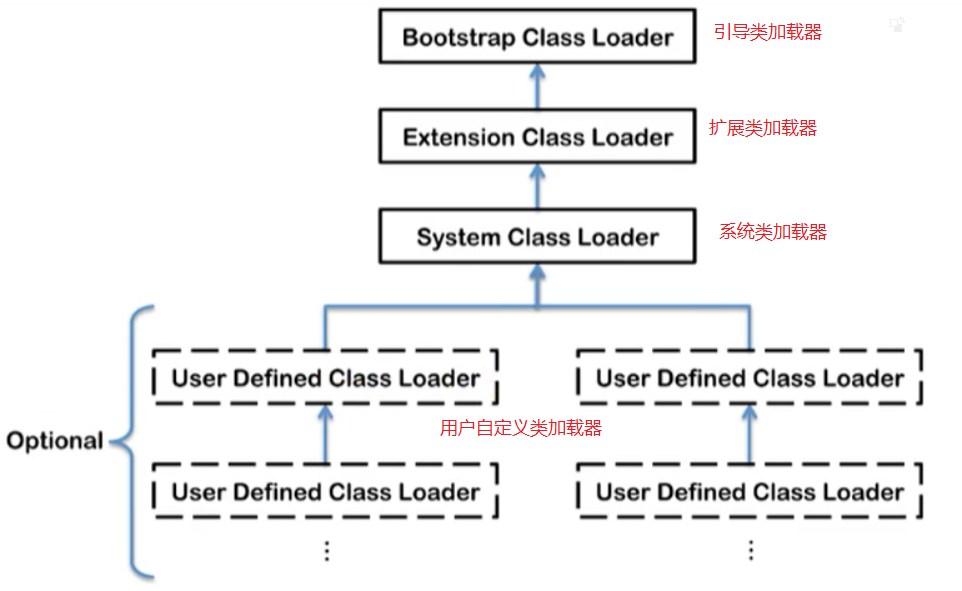 Bootstrap Class Loader 引导类加载器
Extension Class Loader 扩展类加载器
System Class Loader 系统类加载器
User Defined Class Loader User Defined Class Loader
用户自定义类加载器
Optional
User Defined Class Loader User Defined Class Loader